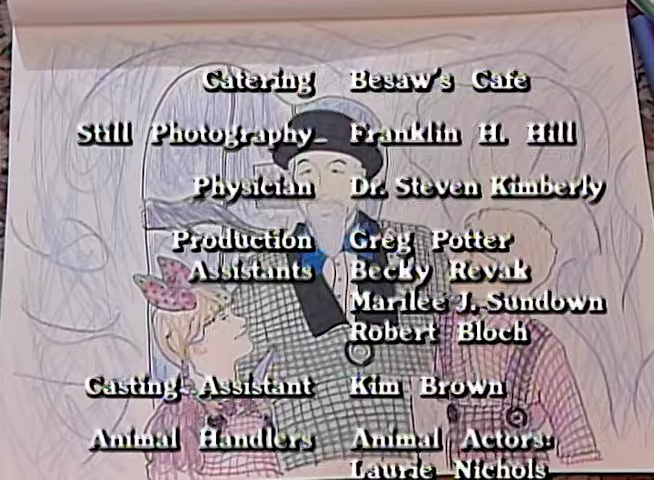 Catering Besaw's Cafe
Still Photography Franklin H. Hill
Physician Dr. Steven Kimberly
Production Greg Potter
Assistants Becky Revak
Marilee J. Sundown
Robert Bloch
Casting Assistant Kim Brown
Animal Handlers Animal Actors:
Laurie Nichols